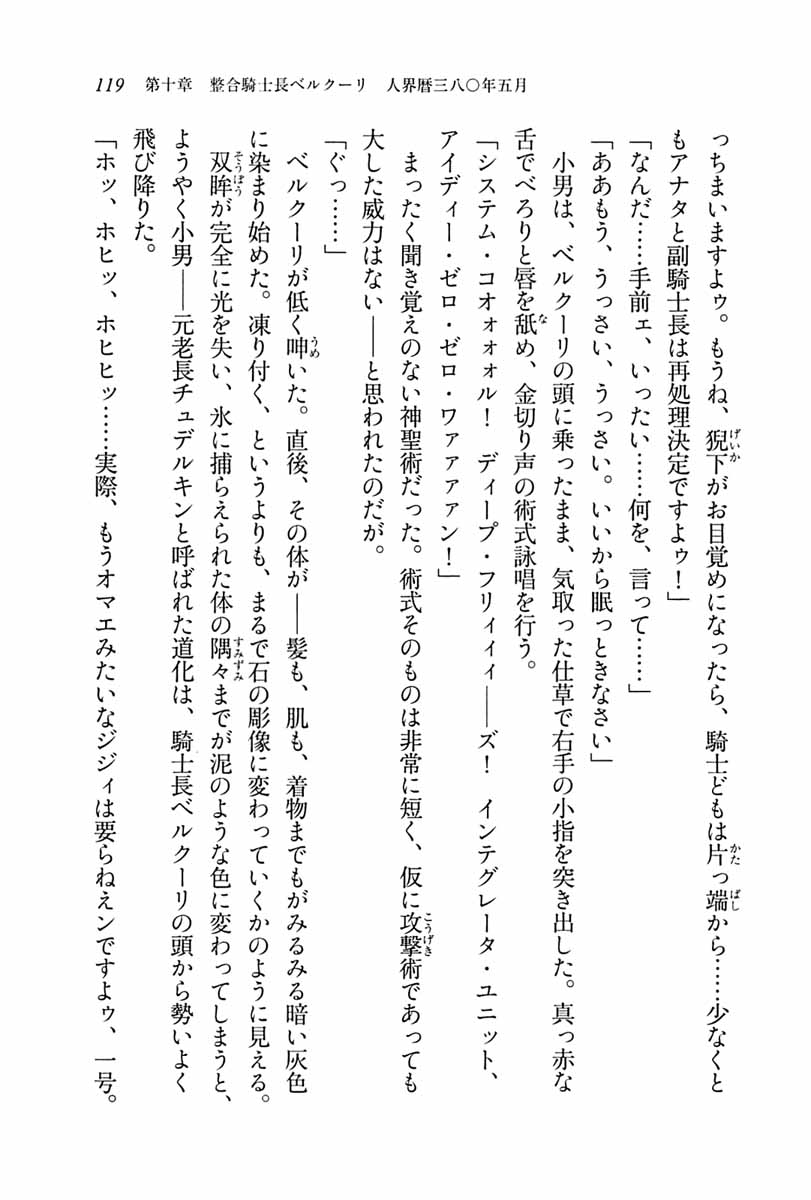 119　第十章　整合騎士長ベルクーリ　人界暦三八〇年五月
っちまいますよゥ。もうね、猊下がお目覚めになったら、騎士どもは片っ端から……少なくと
もアナタと副騎士長は再処理決定ですよゥ！」
「なんだ……手前ェ、いったい……何を、言って……」
「ああもう、うっさい、うっさい。いいから眠っときなさい」
　小男は、ベルクーリの頭に乗ったまま、気取った仕草で右手の小指を突き出した。真っ赤な
舌でべろりと唇を舐め、金切り声の術式詠唱を行う。
「システム・コオォォォル！　ディープ・フリィィィ――ズ！　インテグレータ・ユニット、
アイディー・ゼロ・ゼロ・ワァァァァン！」
　まったく聞き覚えのない神聖術だった。術式そのものは非常に短く、仮に攻撃術であっても
大した威力はない――と思われたのだが。
「ぐっ……」
　ベルクーリが低く呻いた。直後、その体が――髪も、肌も、着物までもがみるみる暗い灰色
に染まり始めた。凍り付く、というよりも、まるで石の彫像に変わっていくかのように見える。
　双眸が完全に光を失い、氷に捕らえられた体の隅々までが泥のような色に変わってしまうと、
ようやく小男――元老長チュデルキンと呼ばれた道化は、騎士長ベルクーリの頭から勢いよく
飛び降りた。
「ホッ、ホヒッ、ホヒヒッ……実際、もうオマエみたいなジジィは要らねえンですよゥ、一号。